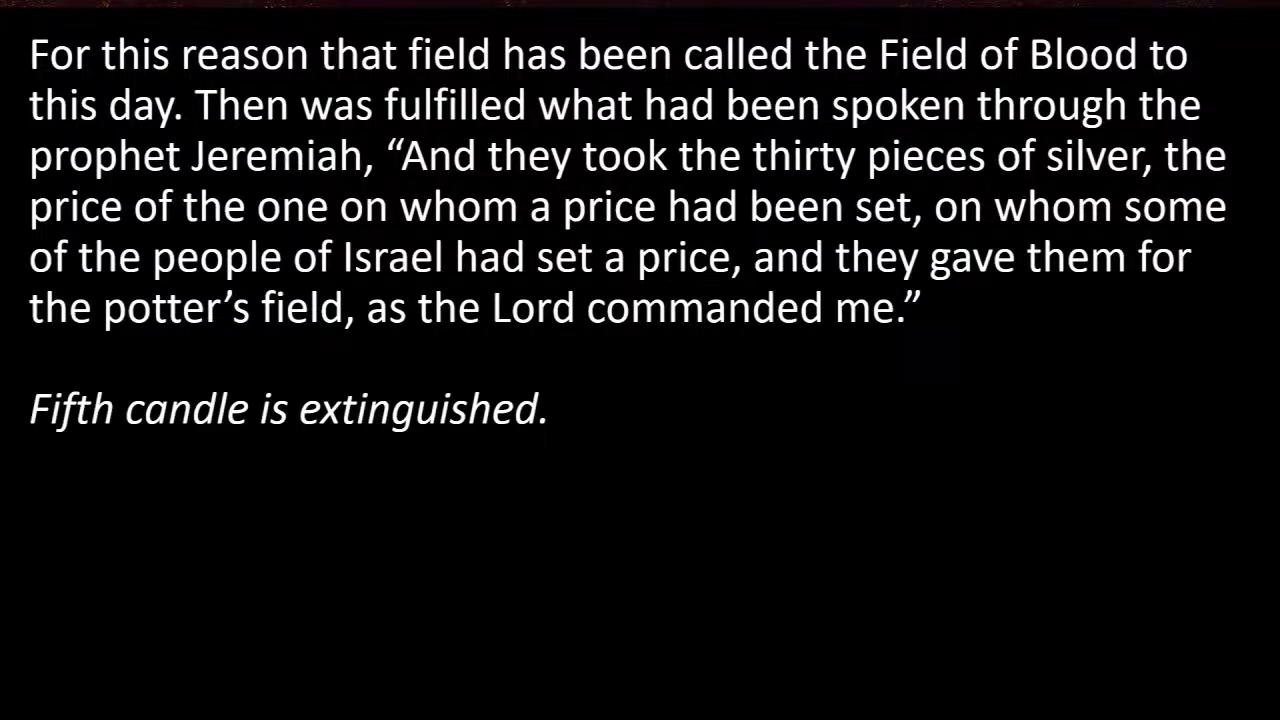 For this reason that field has been called the Field of Blood to
this day. Then was fulfilled what had been spoken through the
prophet Jeremiah, “And they took the thirty pieces of silver, the
price of the one on whom a price had been set, on whom some
of the people of Israel had set a price, and they gave them for
the potter’s field, as the Lord commanded me.”
Fifth candle is extinguished.